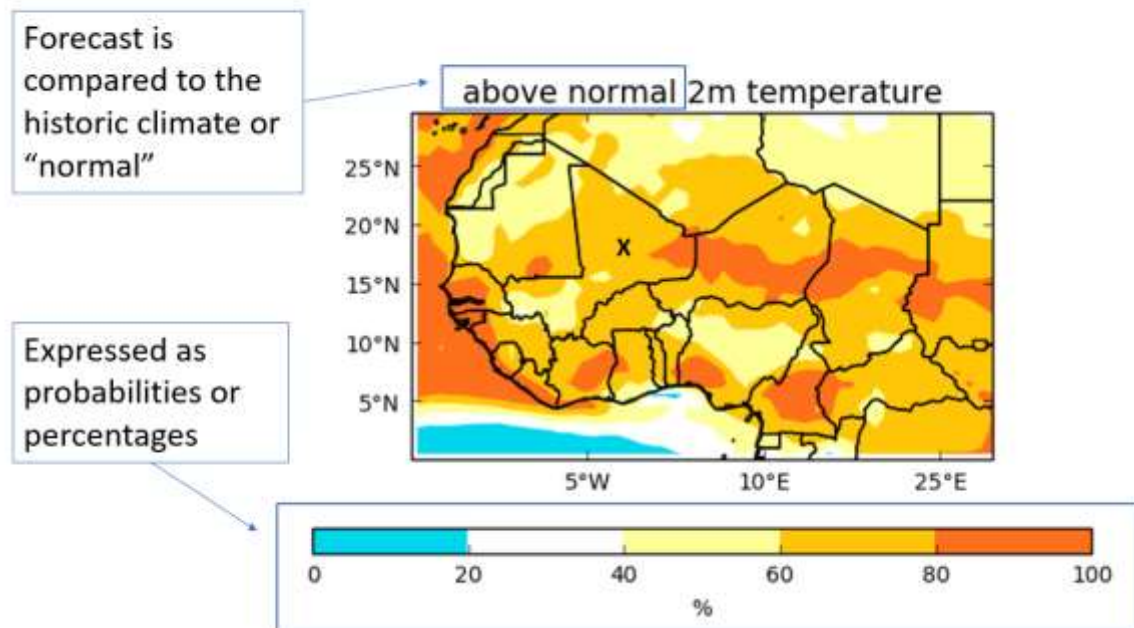 Forecast is
compared to the
historic climate or
“normal”
above normal 2m temperature
25°N
20°N
15°N
10°N
5°N
X
5°W 10°E 25°E
Expressed as
probabilities or
percentages
0 20 40 60 80 100
%